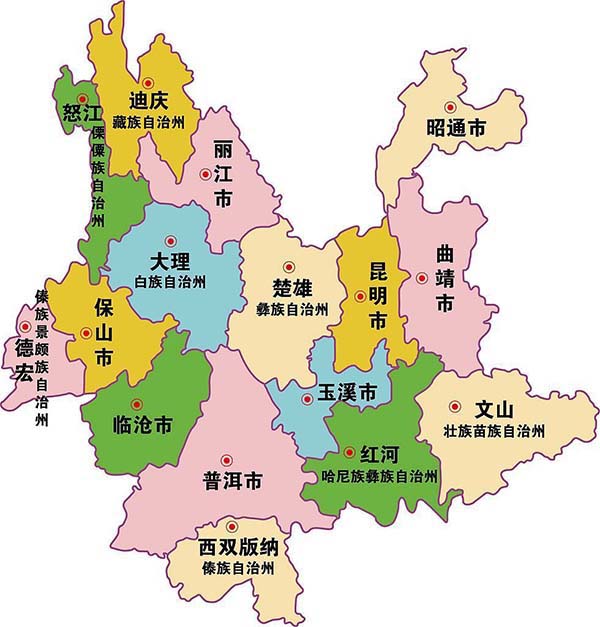 迪庆
藏族自治州
怒江
傈僳族自治州
丽江市
昭通市
大理
白族自治州
楚雄
彝族自治州
昆明市
曲靖市
保山市
德宏
傣族景颇族自治州
临沧市
玉溪市
文山
壮族苗族自治州
红河
哈尼族彝族自治州
普洱市
西双版纳
傣族自治州